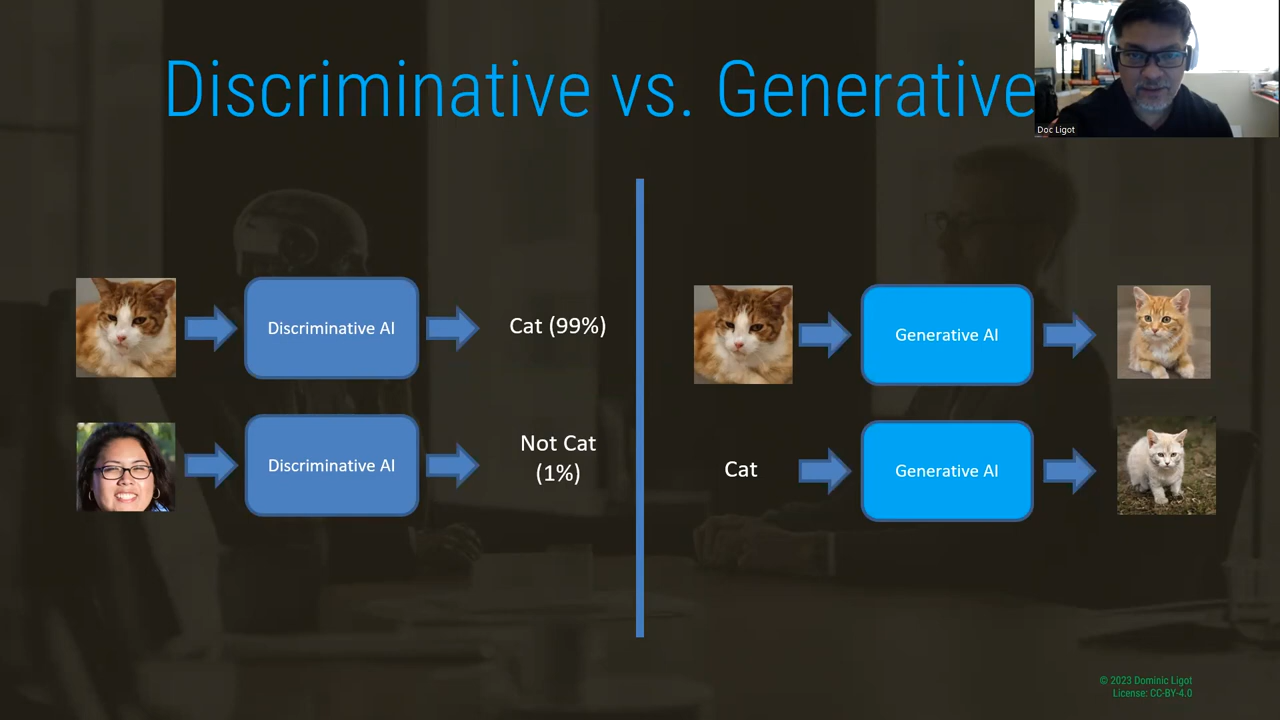 Discriminative vs. Generative
Doc Ligot
Discriminative AI
Cat (99%)
Discriminative AI
Not Cat
(1%)
Generative AI
Cat
Generative AI
© 2023 Dominic Ligot
License: CC-BY-4.0